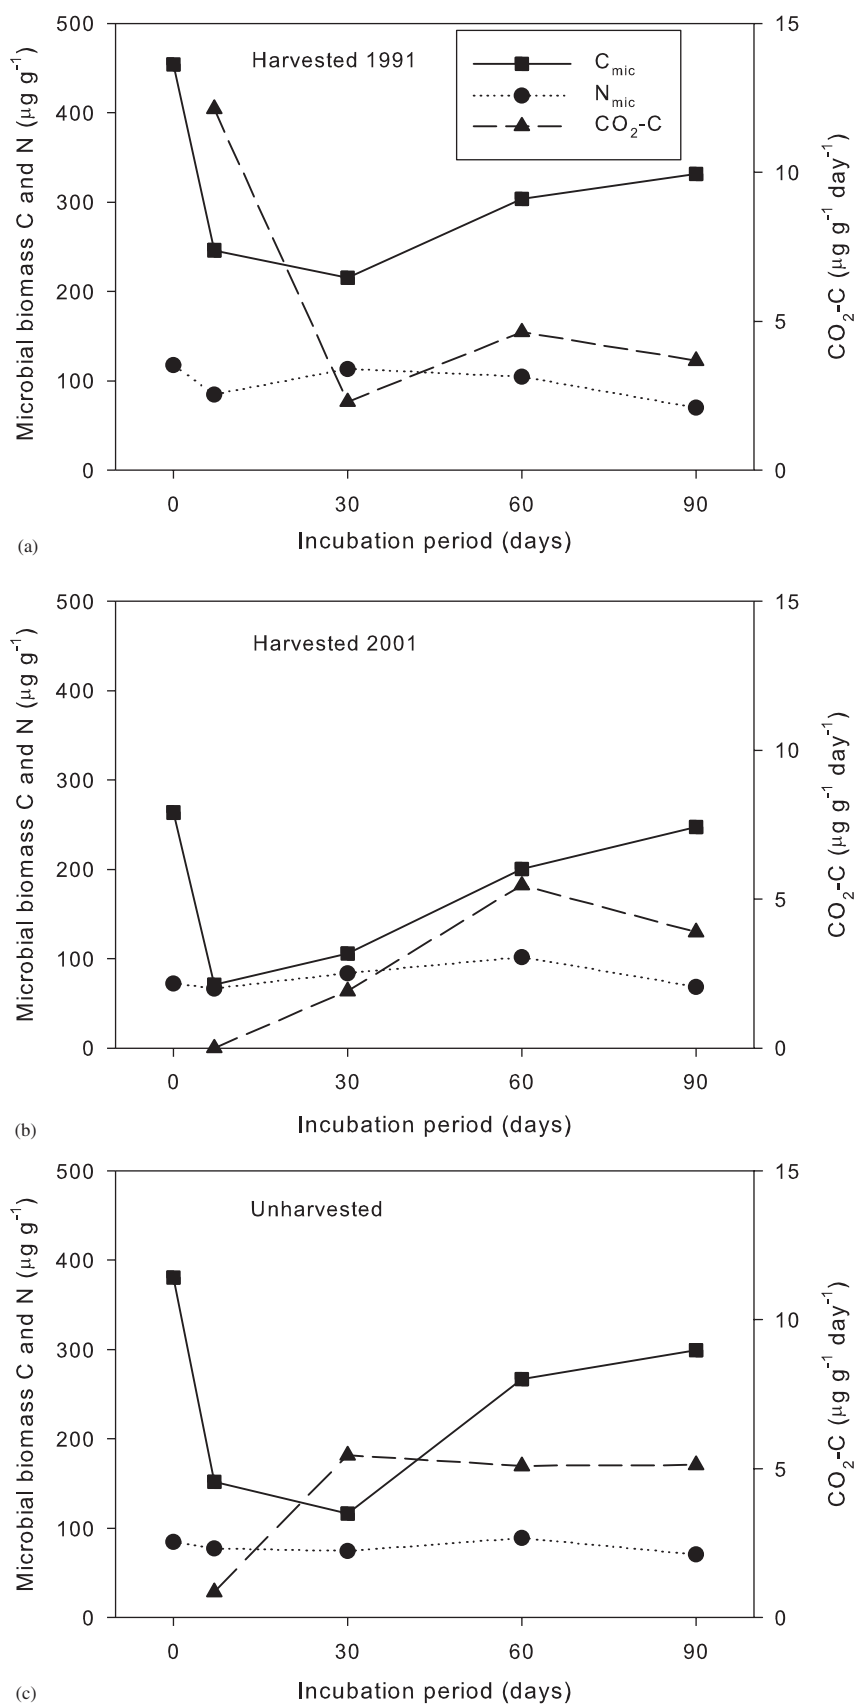 Harvested 1991
C_mic
N_mic
CO₂-C
500
400
300
200
100
0
Microbial biomass C and N (μg g⁻¹)
15
10
5
0
CO₂-C (μg g⁻¹ day⁻¹)
0 30 60 90
Incubation period (days)
(a)
Harvested 2001
500
400
300
200
100
0
Microbial biomass C and N (μg g⁻¹)
15
10
5
0
CO₂-C (μg g⁻¹ day⁻¹)
0 30 60 90
Incubation period (days)
(b)
Unharvested
500
400
300
200
100
0
Microbial biomass C and N (μg g⁻¹)
15
10
5
0
CO₂-C (μg g⁻¹ day⁻¹)
0 30 60 90
Incubation period (days)
(c)